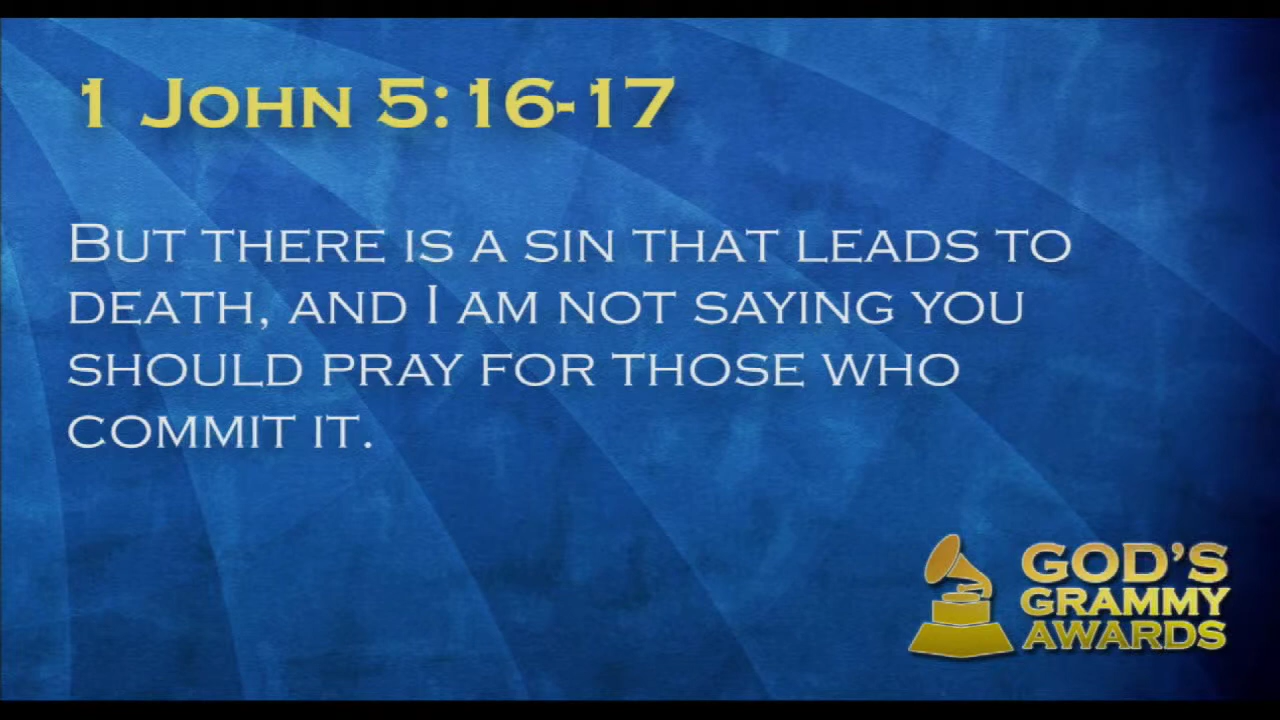 1 John 5:16-17
But there is a sin that leads to
death, and I am not saying you
should pray for those who
commit it.
GOD'S
GRAMMY
AWARDS